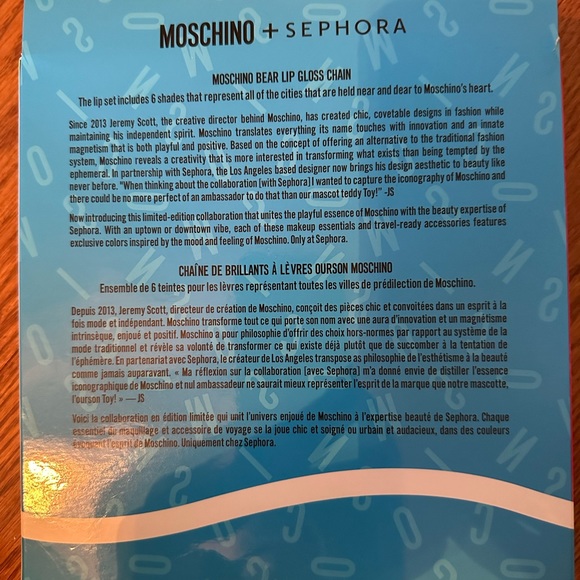 MOSCHINO + SEPHORA
MOSCHINO BEAR LIP GLOSS CHAIN
The lip set includes 6 shades that represent all of the cities that are held near and dear to Moschino's heart.
Since 2013 Jeremy Scott, the creative director behind Moschino, has created chic, covetable designs in fashion while
maintaining his independent spirit. Moschino translates everything its name touches with innovation and an innate
magnetism that is both playful and positive. Based on the concept of offering an alternative to the traditional fashion
system, Moschino reveals a creativity that is more interested in transforming what exists than being tempted by the
ephemeral. In partnership with Sephora, the Los Angeles based designer now brings his design aesthetic to beauty like
never before. "When thinking about the collaboration [with Sephora] I wanted to capture the iconography of Moschino and
there could be no more perfect of an ambassador to do that than our mascot teddy Toy!" -JS
Now introducing this limited-edition collaboration that unites the playful essence of Moschino with the beauty expertise of
Sephora. With an uptown or downtown vibe, each of these makeup essentials and travel-ready accessories features
exclusive colors inspired by the mood and feeling of Moschino. Only at Sephora.
CHAÎNE DE BRILLANTS À LÈVRES OURSON MOSCHINO
Ensemble de 6 teintes pour les lèvres représentant toutes les villes de prédilection de Moschino.
Depuis 2013, Jeremy Scott, directeur de création de Moschino, conçoit des pièces chic et convoitées dans un esprit à la
fois mode et indépendant. Moschino transforme tout ce qui porte son nom avec une aura d'innovation et un magnétisme
intrinsèque, enjoué et positif. Moschino a pour philosophie d'offrir des choix hors-normes par rapport au système de la
mode traditionnel et révèle sa volonté de transformer ce qui existe déjà plutôt que de succomber à la tentation de
l'éphémère. En partenariat avec Sephora, le créateur de Los Angeles transpose as philosophie de l'esthétisme à la beauté
comme jamais auparavant. « Ma réflexion sur la collaboration [avec Sephora] m'a donné envie de distiller l'essence
iconographique de Moschino et nul ambassadeur ne saurait mieux représenter l'esprit de la marque que notre mascotte,
l'ourson Toy! » — JS
Voici la collaboration en édition limitée qui unit l'univers enjoué de Moschino à l'expertise beauté de Sephora. Chaque
essentiel du maquillage et accessoire de voyage se la joue chic et soigné ou urbain et audacieux, dans des couleurs
évoquant l'esprit de Moschino. Uniquement chez Sephora.